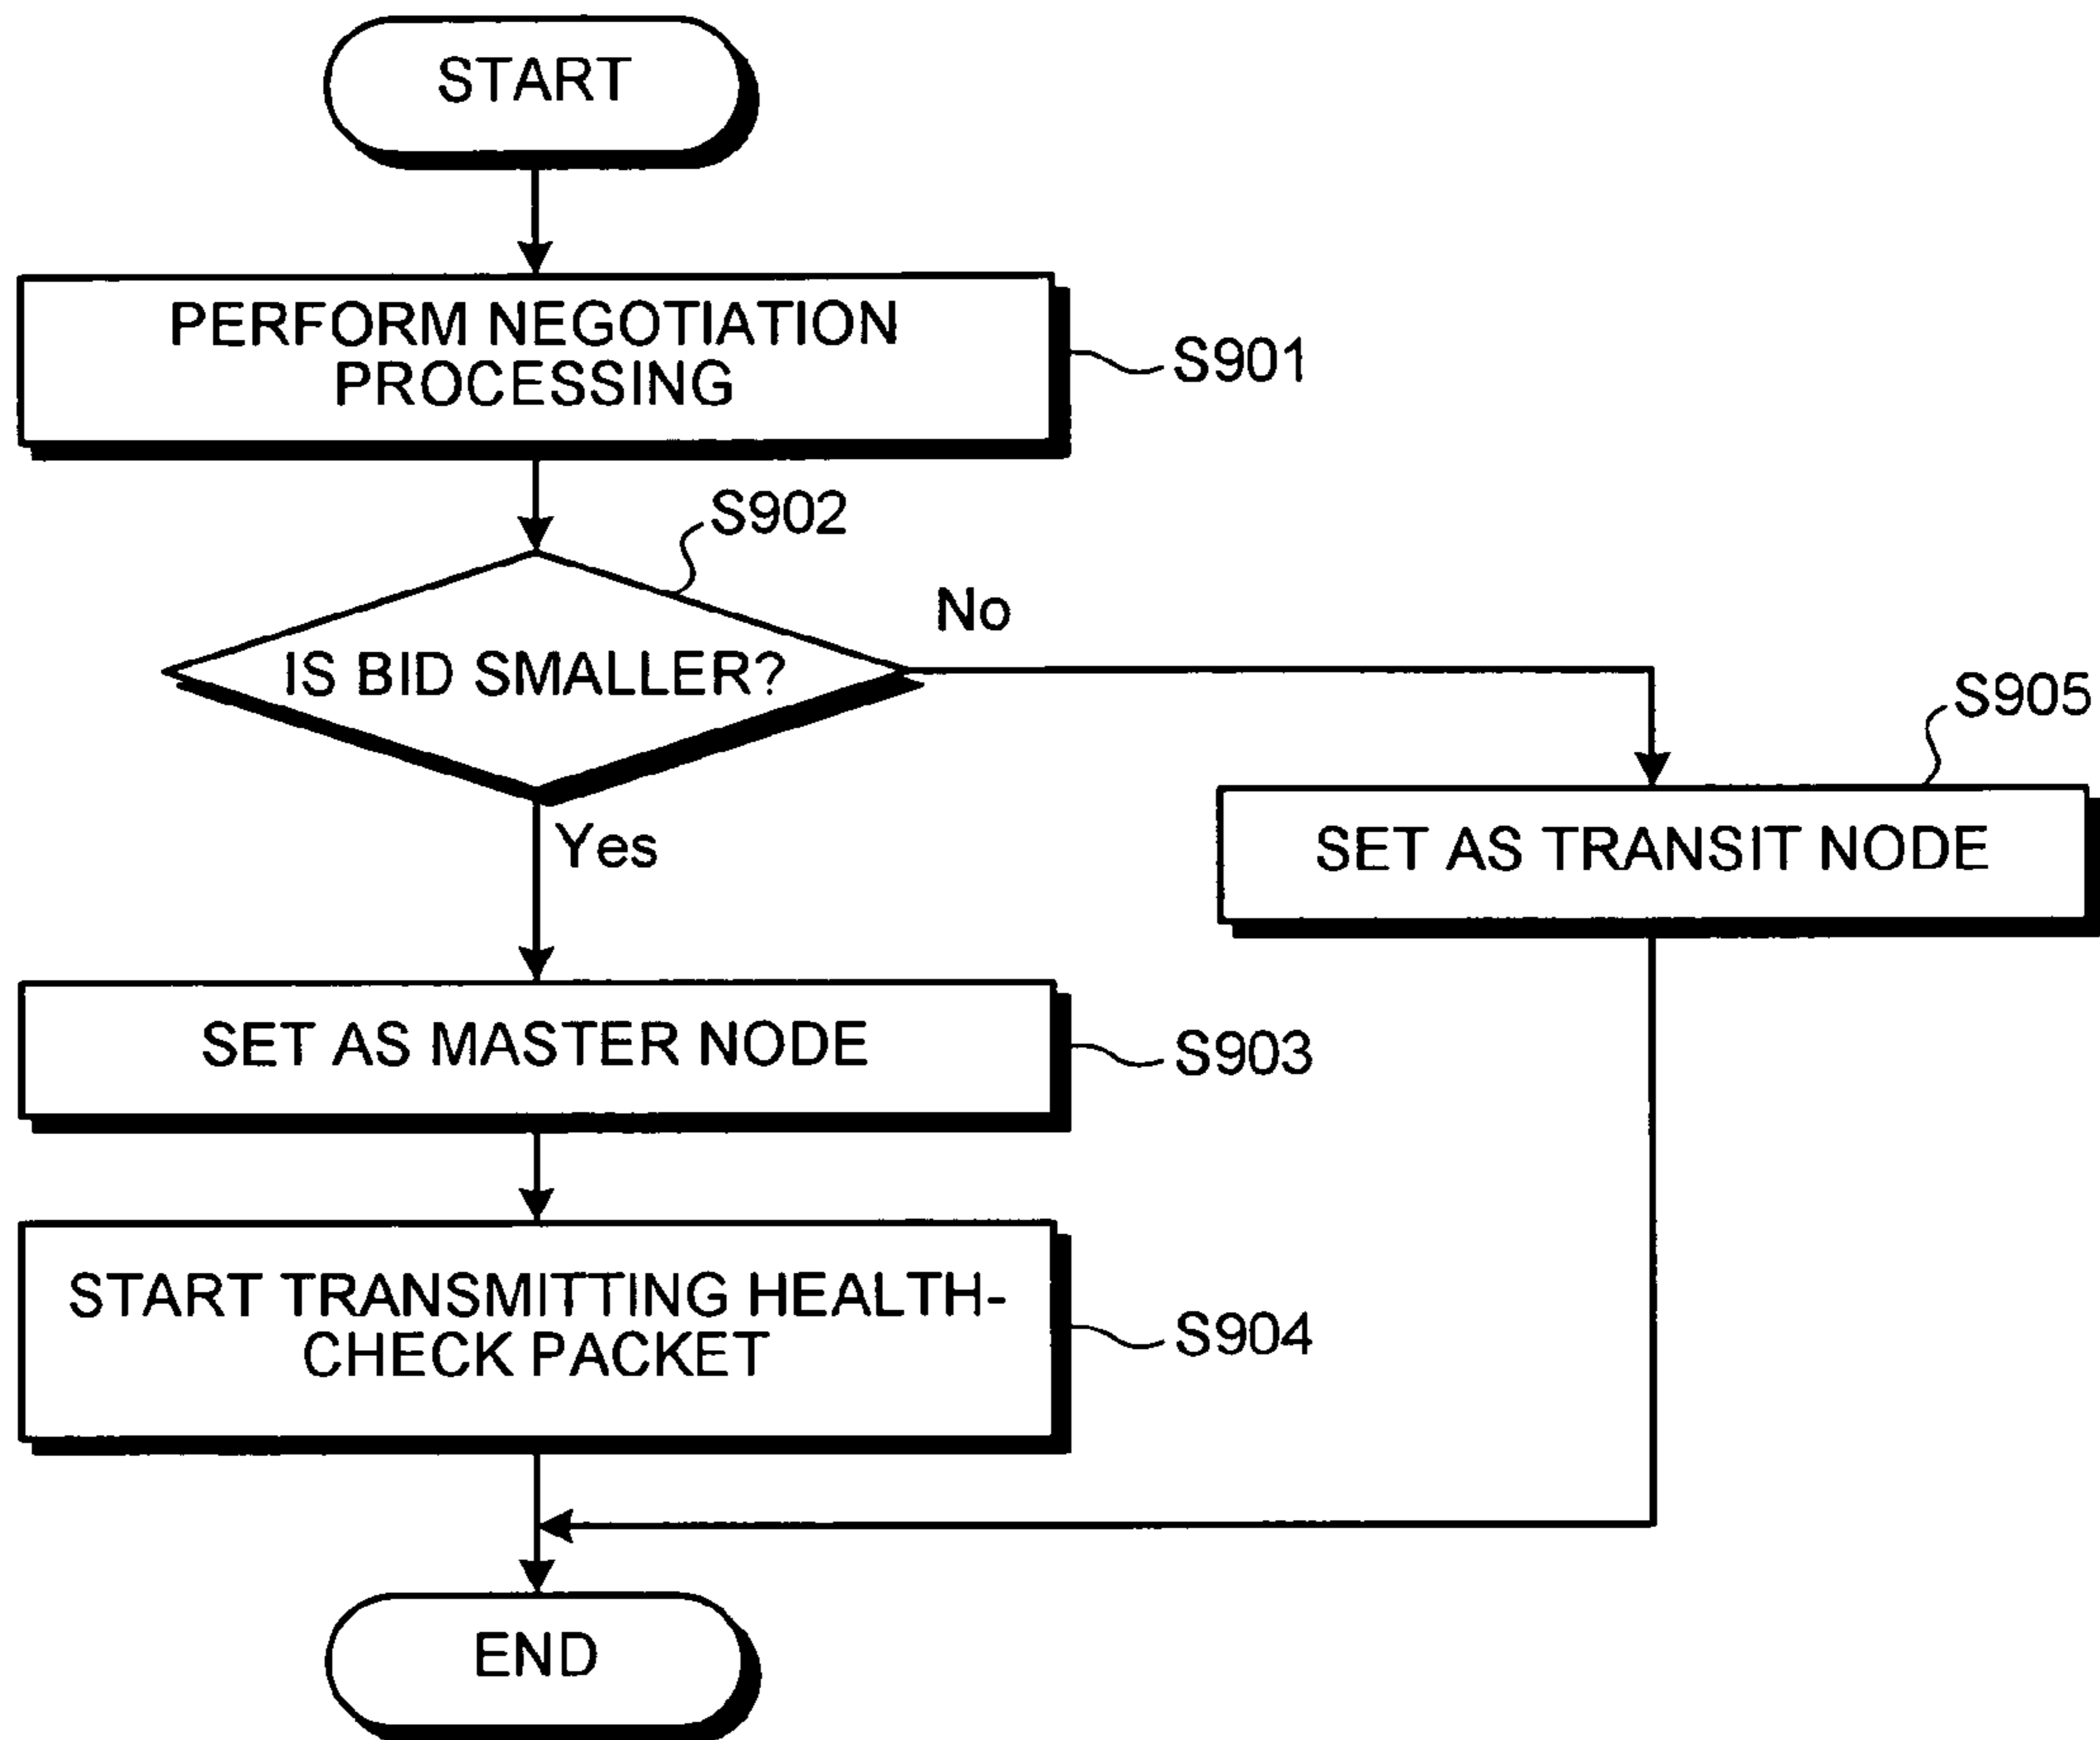 START
PERFORM NEGOTIATION
PROCESSING
S901
S902
IS BID SMALLER?
No
Yes
S905
SET AS TRANSIT NODE
SET AS MASTER NODE
S903
START TRANSMITTING HEALTH-
CHECK PACKET
S904
END